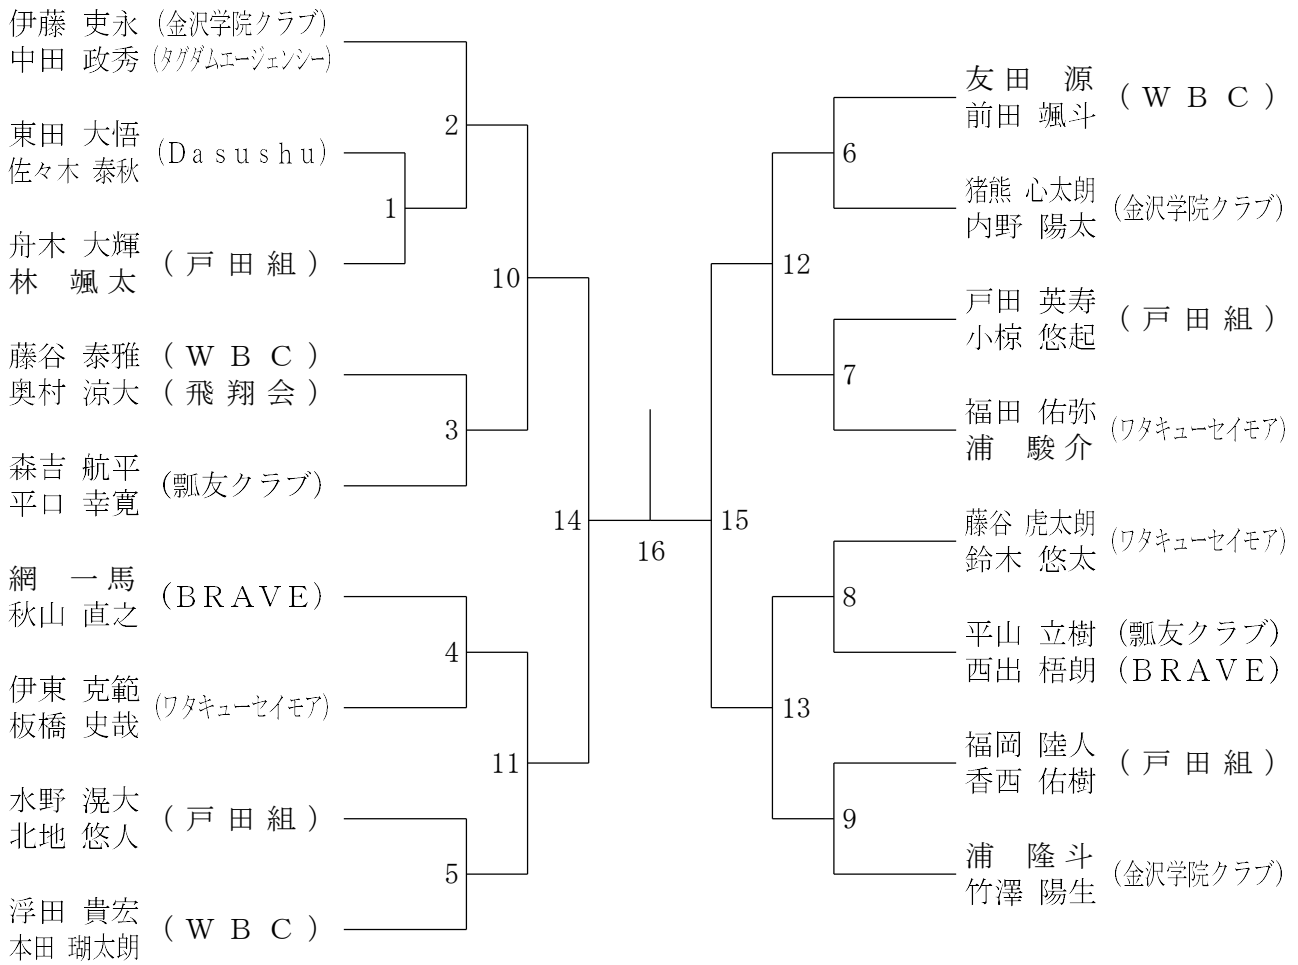 伊藤 吏永 (金沢学院クラブ)
中田 政秀 (タグダムエージェンシー)
2
東田 大悟
佐々木 泰秋
(Dasushu)
1
舟木 大輝
林 颯太
(戸田組)
10
藤谷 泰雅 (WBC)
奥村 涼大 (飛翔会)
3
森吉 航平
平口 幸寛
(瓢友クラブ)
14
網 一馬
秋山 直之
(BRAVE)
4
伊東 克範
板橋 史哉
(ワタキューセイモア)
11
水野 滉大
北地 悠人
(戸田組)
5
浮田 貴宏
本田 瑚太朗
(WBC)
16
友田 源
前田 颯斗
(WBC)
6
猪熊 心太朗
内野 陽太
(金沢学院クラブ)
12
戸田 英寿
小椋 悠起
(戸田組)
7
福田 佑弥
浦 駿介
(ワタキューセイモア)
15
藤谷 虎太朗
鈴木 悠太
(ワタキューセイモア)
8
平山 立樹 (瓢友クラブ)
西出 梧朗 (BRAVE)
13
福岡 陸人
香西 佑樹
(戸田組)
9
浦 隆斗
竹澤 陽生
(金沢学院クラブ)